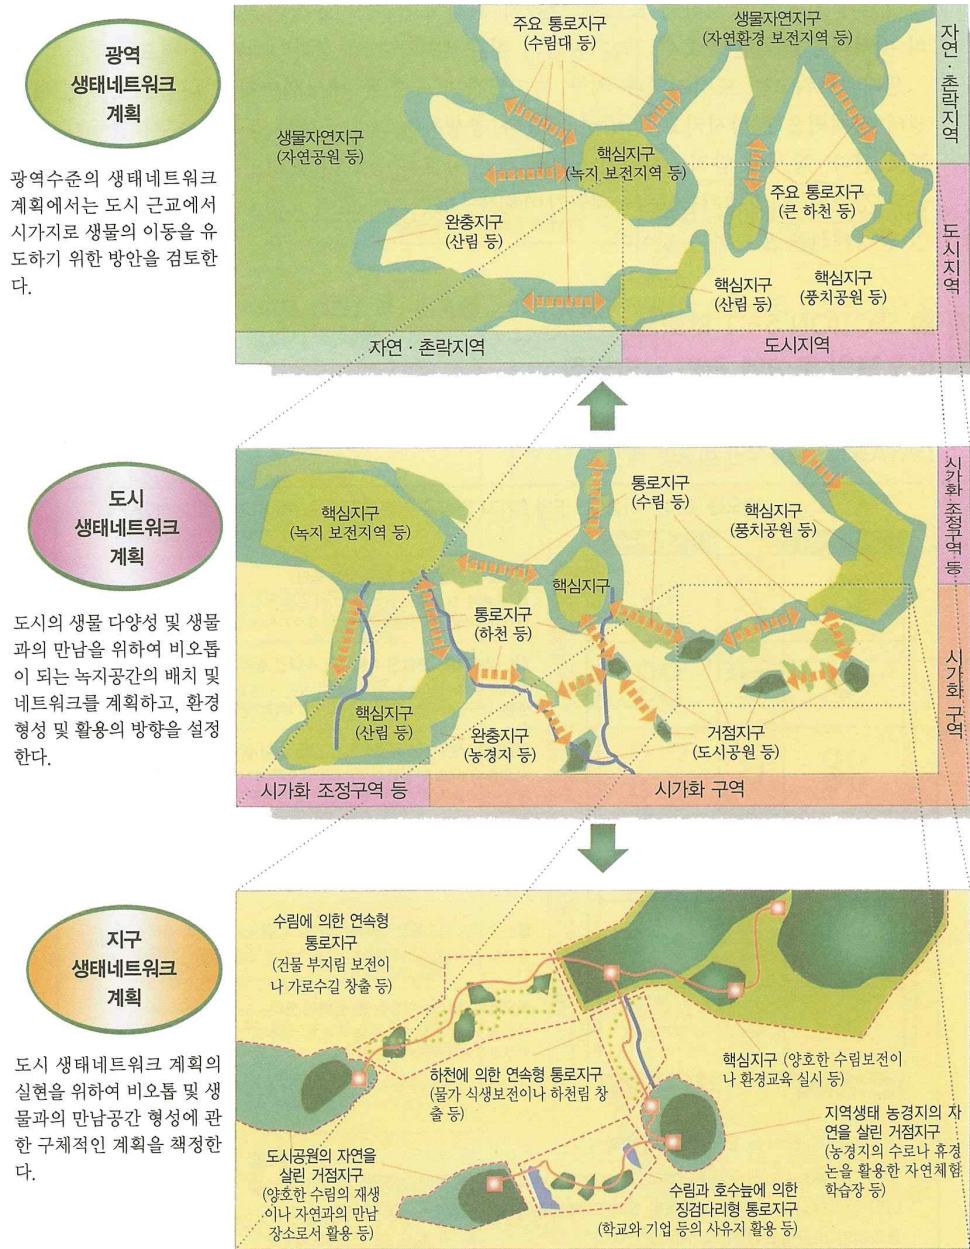 광역
생태네트워크
계획
광역수준의 생태네트워크
계획에서는 도시 근교에서
시가지로 생물의 이동을 유
도하기 위한 방안을 검토한
다.
주요 통로지구
(수림대 등)
생물자연지구
(자연환경 보전지역 등)
생물자연지구
(자연공원 등)
핵심지구
(녹지 보전지역 등)
완충지구
(산림 등)
주요 통로지구
(큰 하천 등)
핵심지구
(산림 등)
핵심지구
(풍치공원 등)
자연·촌락지역
도시지역
자연·촌락지역
도시지역
도시
생태네트워크
계획
도시의 생물 다양성 및 생물
과의 만남을 위하여 비오톱
이 되는 녹지공간의 배치 및
네트워크를 계획하고, 환경
형성 및 활용의 방향을 설정
한다.
핵심지구
(녹지 보전지역 등)
통로지구
(수림 등)
핵심지구
(풍치공원 등)
핵심지구
통로지구
(하천 등)
핵심지구
(산림 등)
완충지구
(농경지 등)
거점지구
(도시공원 등)
시가화 조정구역 등
시가화 구역
시가화 조정구역 등
시가화 구역
지구
생태네트워크
계획
도시 생태네트워크 계획의
실현을 위하여 비오톱 및 생
물과의 만남공간 형성에 관
한 구체적인 계획을 책정한
다.
수림에 의한 연속형
통로지구
(건물 부지림 보전이
나 가로수길 창출 등)
하천에 의한 연속형 통로지구
(물가 식생보전이나 하천림 창
출 등)
핵심지구 (양호한 수림보전이
나 환경교육 실시 등)
지역생태 농경지의 자
연을 살린 거점지구
(농경지의 수로나 휴경
논을 활용한 자연체험
학습장 등)
도시공원의 자연을
살린 거점지구
(양호한 수림의 재생
이나 자연과의 만남
장소로서 활용 등)
수림과 호수늪에 의한
징검다리형 통로지구
(학교와 기업 등의 사유지 활용 등)